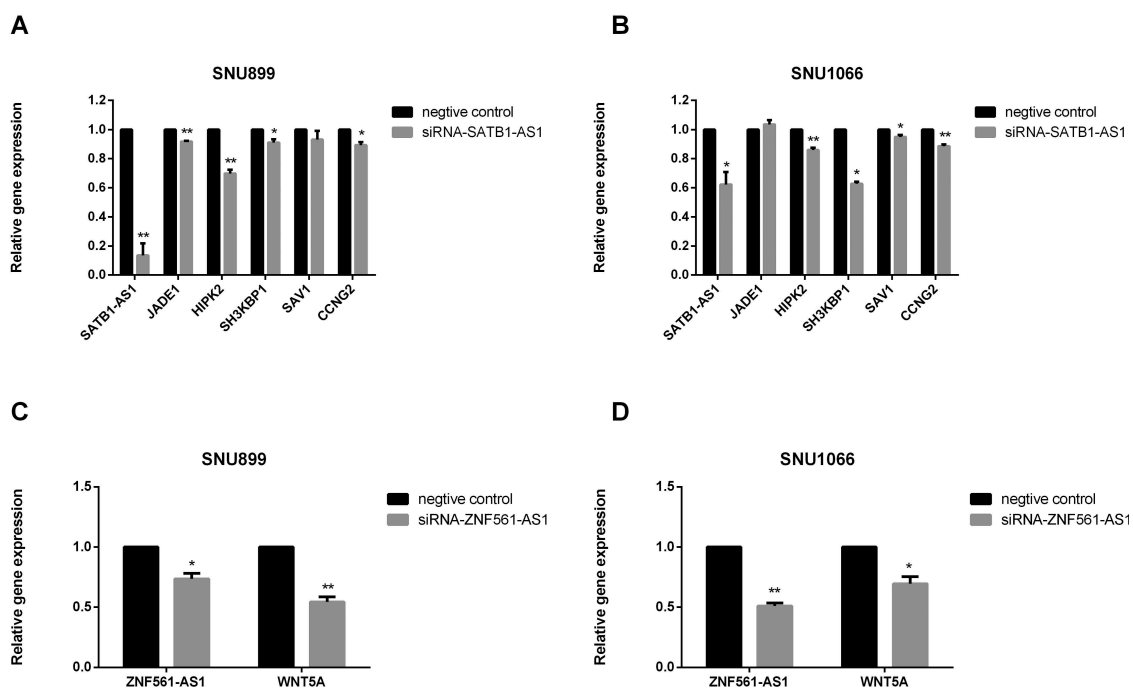 A
SNU899
Relative gene expression
1.2
1.0
0.8
0.6
0.4
0.2
0.0
** ** ** * *
SATB1-AS1 JADE1 HIPK2 SH3KBP1 SAV1 CCNG2
negtive control
siRNA-SATB1-AS1
B
SNU1066
Relative gene expression
1.2
1.0
0.8
0.6
0.4
0.2
0.0
* ** * * **
SATB1-AS1 JADE1 HIPK2 SH3KBP1 SAV1 CCNG2
negtive control
siRNA-SATB1-AS1
C
SNU899
Relative gene expression
1.5
1.0
0.5
0.0
* **
ZNF561-AS1 WNT5A
negtive control
siRNA-ZNF561-AS1
D
SNU1066
Relative gene expression
1.5
1.0
0.5
0.0
** *
ZNF561-AS1 WNT5A
negtive control
siRNA-ZNF561-AS1